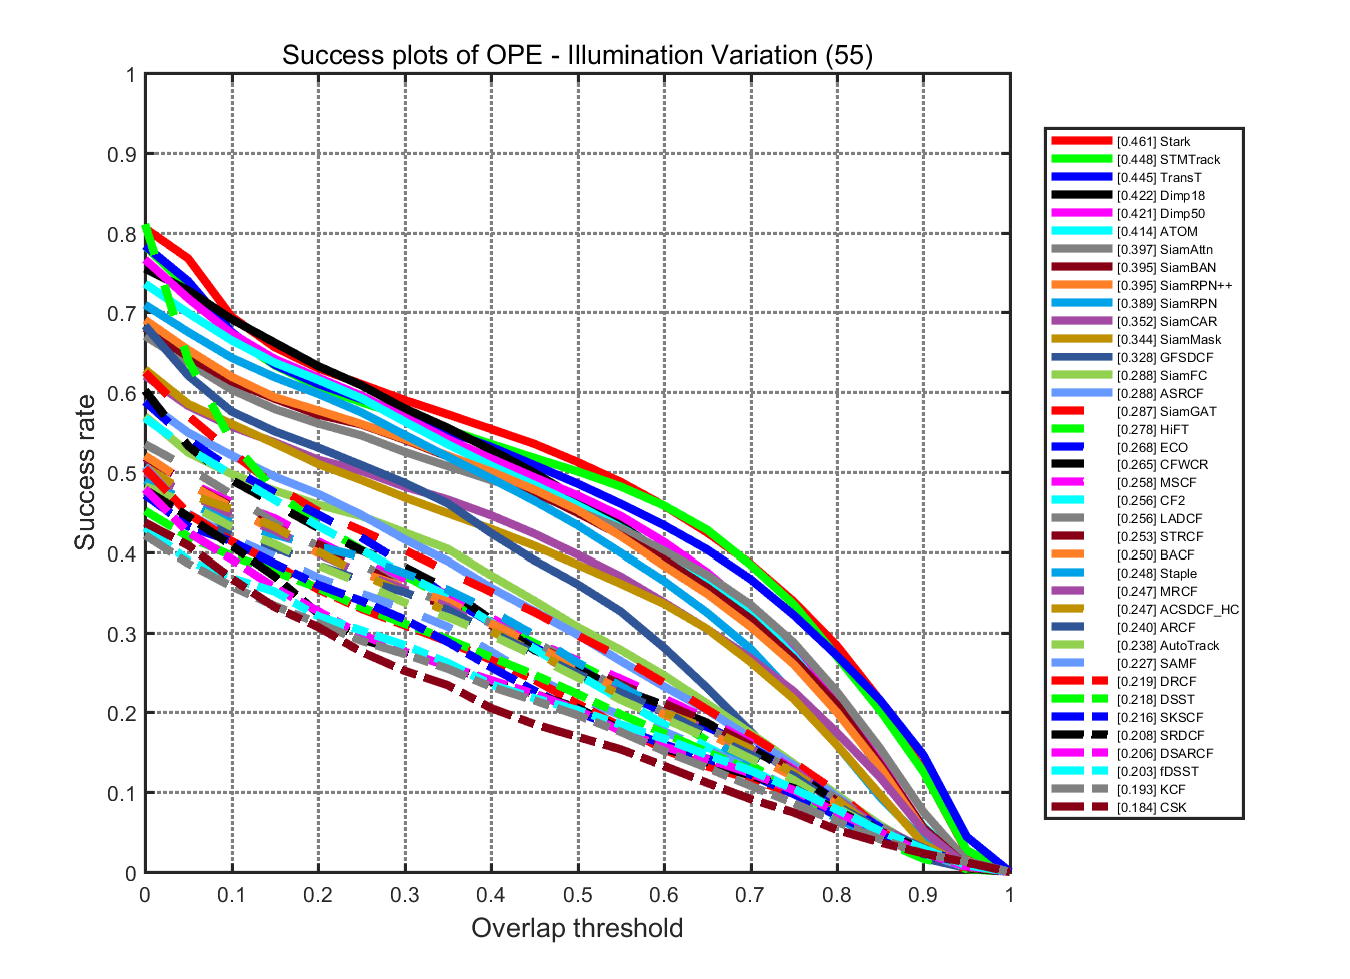 Success plots of OPE - Illumination Variation (55)
1
0.9
0.8
0.7
0.6
0.5
0.4
0.3
0.2
0.1
0
Success rate
0 0.1 0.2 0.3 0.4 0.5 0.6 0.7 0.8 0.9 1
Overlap threshold
[0.461] Stark
[0.448] STMTrack
[0.445] TransT
[0.422] Dimp18
[0.421] Dimp50
[0.414] ATOM
[0.397] SiamAttn
[0.395] SiamBAN
[0.395] SiamRPN++
[0.389] SiamRPN
[0.352] SiamCAR
[0.344] SiamMask
[0.328] GFSDCF
[0.288] SiamFC
[0.288] ASRCF
[0.287] SiamGAT
[0.278] HiFT
[0.268] ECO
[0.265] CFWCR
[0.258] MSCF
[0.256] CF2
[0.256] LADCF
[0.253] STRCF
[0.250] BACF
[0.248] Staple
[0.247] MRCF
[0.247] ACSDCF_HC
[0.240] ARCF
[0.238] AutoTrack
[0.227] SAMF
[0.219] DRCF
[0.218] DSST
[0.216] SKSCF
[0.208] SRDCF
[0.206] DSARCF
[0.203] fDSST
[0.193] KCF
[0.184] CSK